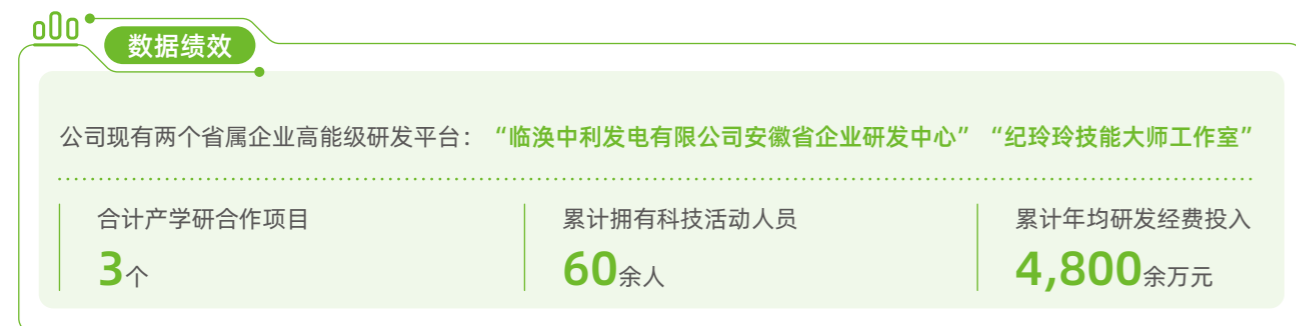 数据绩效
公司现有两个省属企业高能级研发平台：“临涣中利发电有限公司安徽省企业研发中心”“纪玲玲技能大师工作室”
合计产学研合作项目
3个
累计拥有科技活动人员
60余人
累计年均研发经费投入
4,800余万元